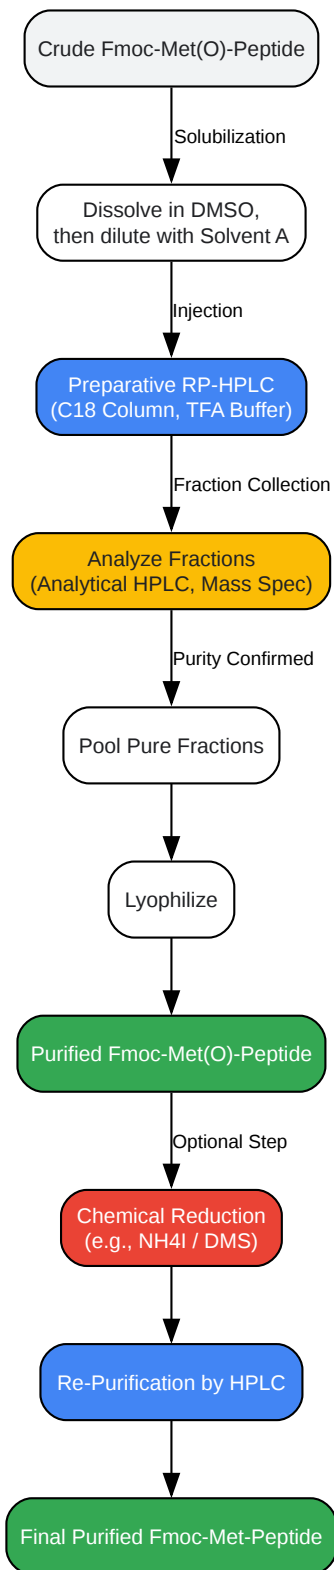 Crude Fmoc-Met(O)-Peptide
Solubilization
Dissolve in DMSO,
then dilute with Solvent A
Injection
Preparative RP-HPLC
(C18 Column, TFA Buffer)
Fraction Collection
Analyze Fractions
(Analytical HPLC, Mass Spec)
Purity Confirmed
Pool Pure Fractions
Lyophilize
Purified Fmoc-Met(O)-Peptide
Optional Step
Chemical Reduction
(e.g., NH4I / DMS)
Re-Purification by HPLC
Final Purified Fmoc-Met-Peptide